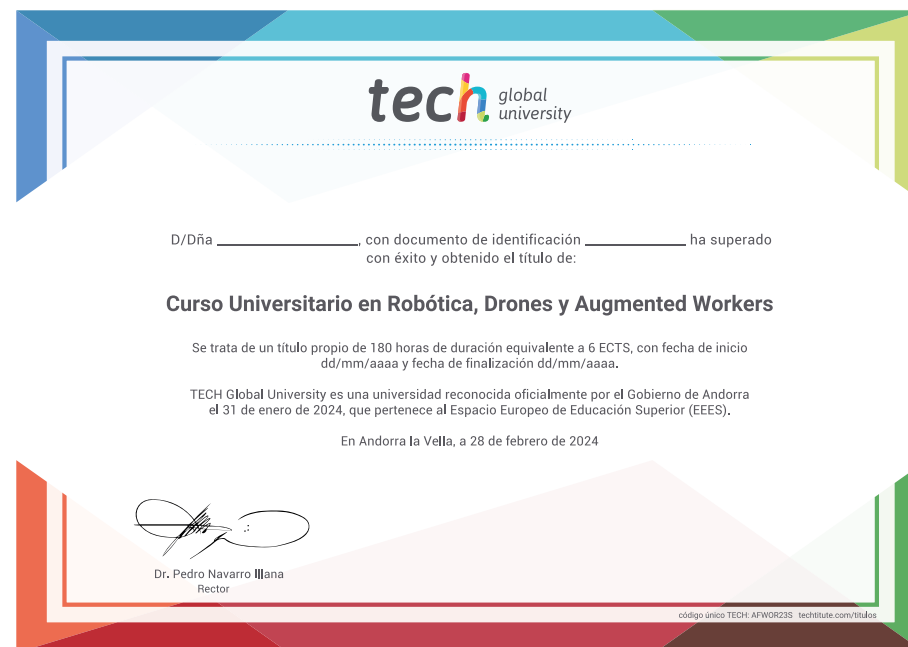 tech global university
D/Dña ______________, con documento de identificación __________ ha superado
con éxito y obtenido el título de:
Curso Universitario en Robótica, Drones y Augmented Workers
Se trata de un título propio de 180 horas de duración equivalente a 6 ECTS, con fecha de inicio
dd/mm/aaaa y fecha de finalización dd/mm/aaaa.
TECH Global University es una universidad reconocida oficialmente por el Gobierno de Andorra
el 31 de enero de 2024, que pertenece al Espacio Europeo de Educación Superior (EEES).
En Andorra la Vella, a 28 de febrero de 2024
Dr. Pedro Navarro Illana
Rector
código único TECH: AFWOR23S techtitute.com/titulos